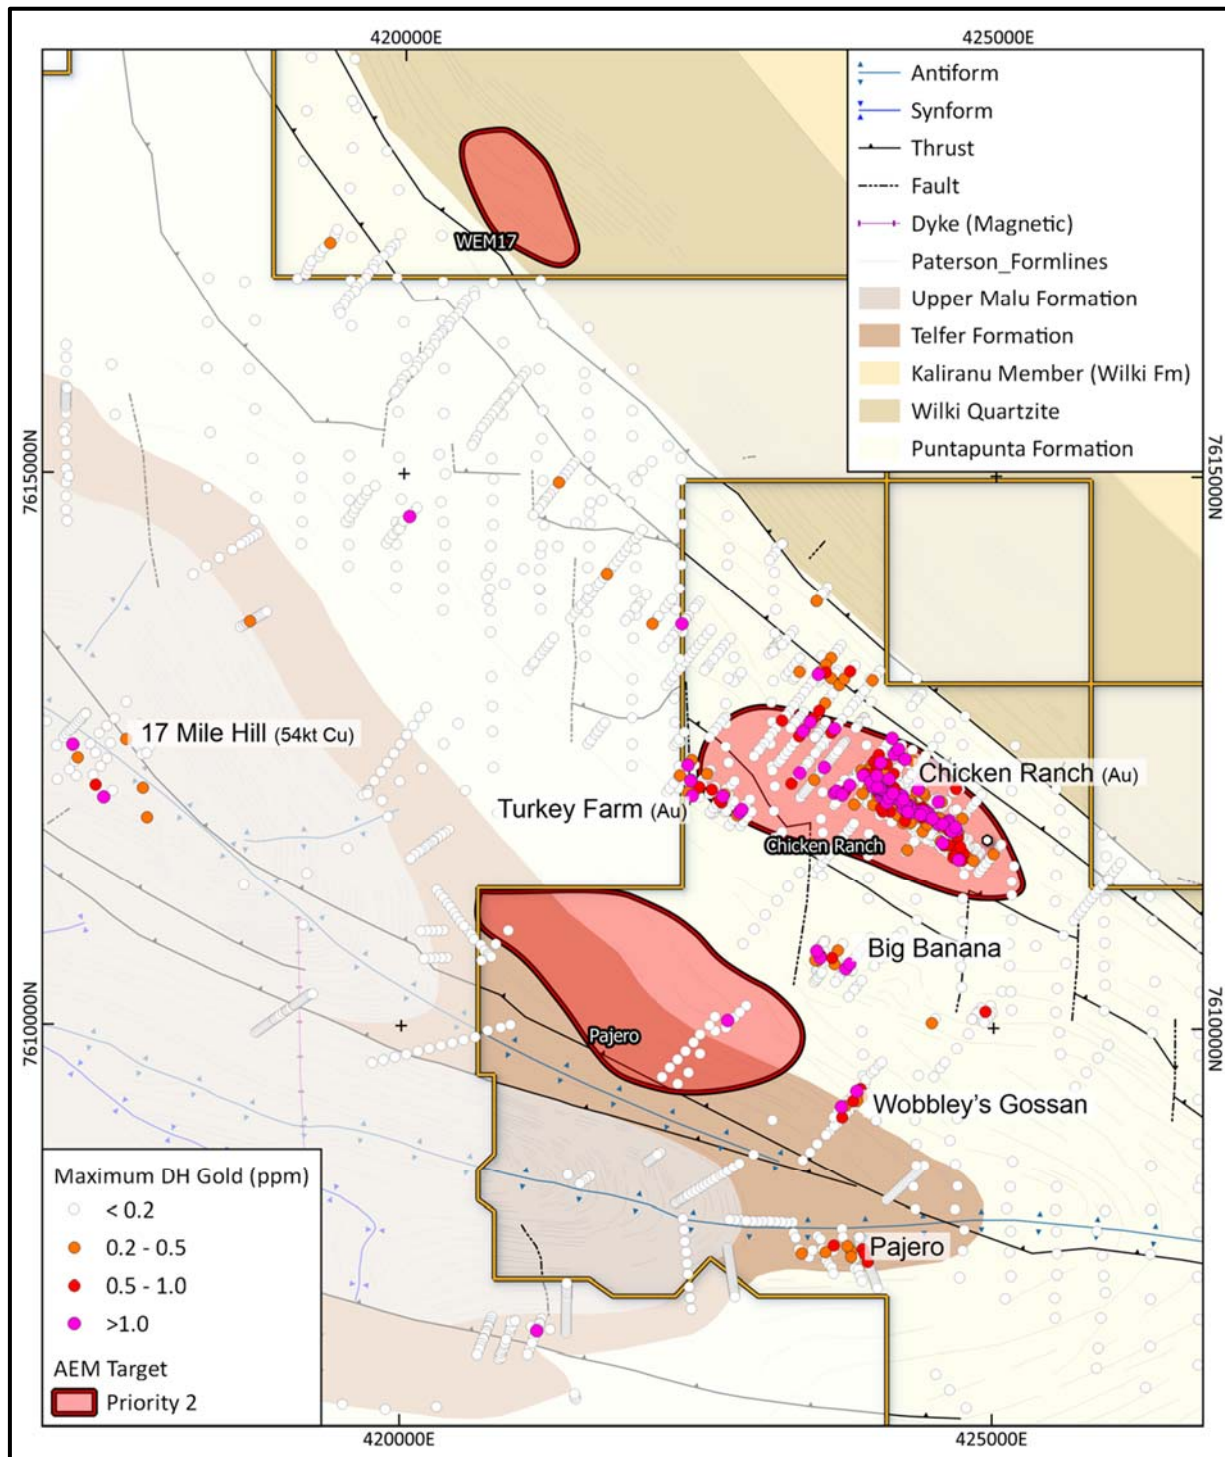 420000E
425000E
Antiform
Synform
Thrust
Fault
Dyke (Magnetic)
Paterson_Formlines
Upper Malu Formation
Telfer Formation
Kaliranu Member (Wilki Fm)
Wilki Quartzite
Puntapunta Formation
WEM17
7615000N
7615000N
17 Mile Hill (54kt Cu)
Chicken Ranch (Au)
Turkey Farm (Au)
Chicken Ranch
Big Banana
7610000N
7610000N
Pajero
Wobbley's Gossan
Pajero
Maximum DH Gold (ppm)
< 0.2
0.2 - 0.5
0.5 - 1.0
>1.0
AEM Target
Priority 2
420000E
425000E